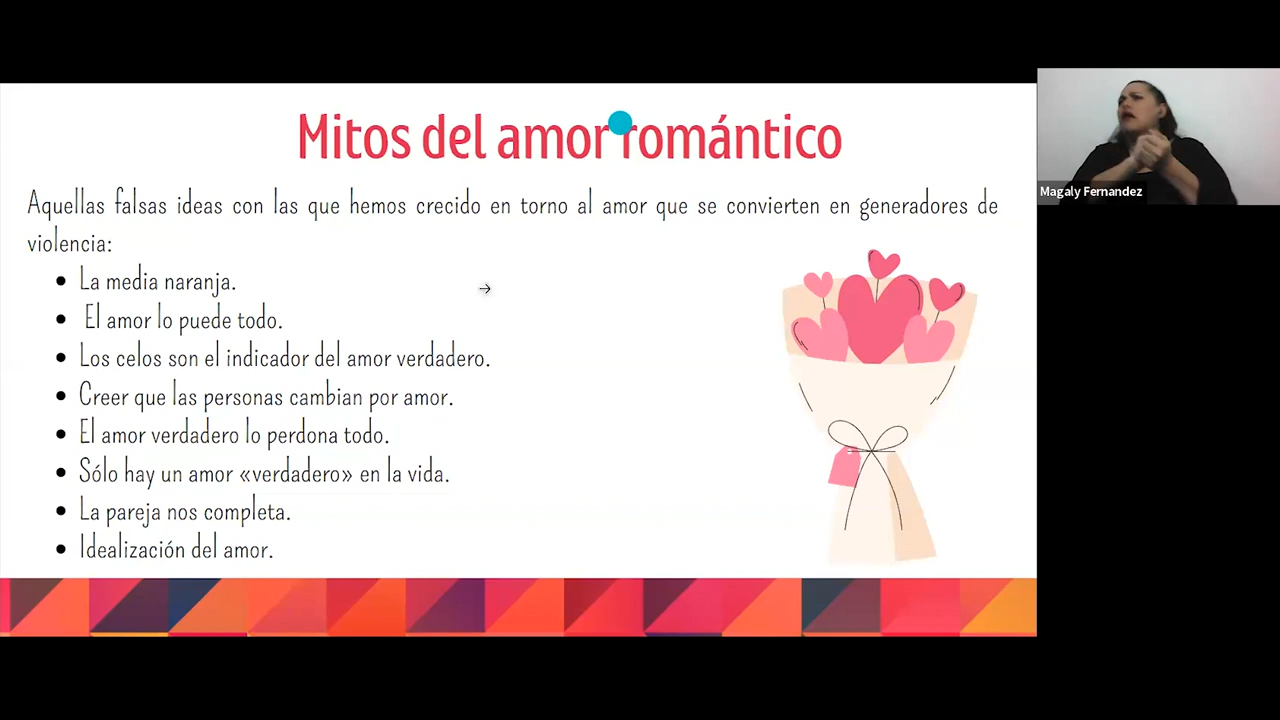 Mitos del amor romántico
Aquellas falsas ideas con las que hemos crecido en torno al amor que se convierten en generadores de
violencia:
• La media naranja.
• El amor lo puede todo.
• Los celos son el indicador del amor verdadero.
• Creer que las personas cambian por amor.
• El amor verdadero lo perdona todo.
• Sólo hay un amor «verdadero» en la vida.
• La pareja nos completa.
• Idealización del amor.
Magaly Fernandez